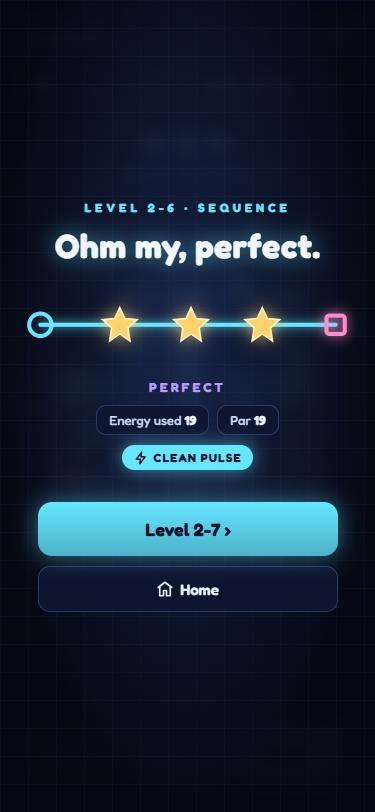 LEVEL 2-6 · SEQUENCE
Ohm my, perfect.
PERFECT
Energy used 19 Par 19
CLEAN PULSE
Level 2-7 ›
Home